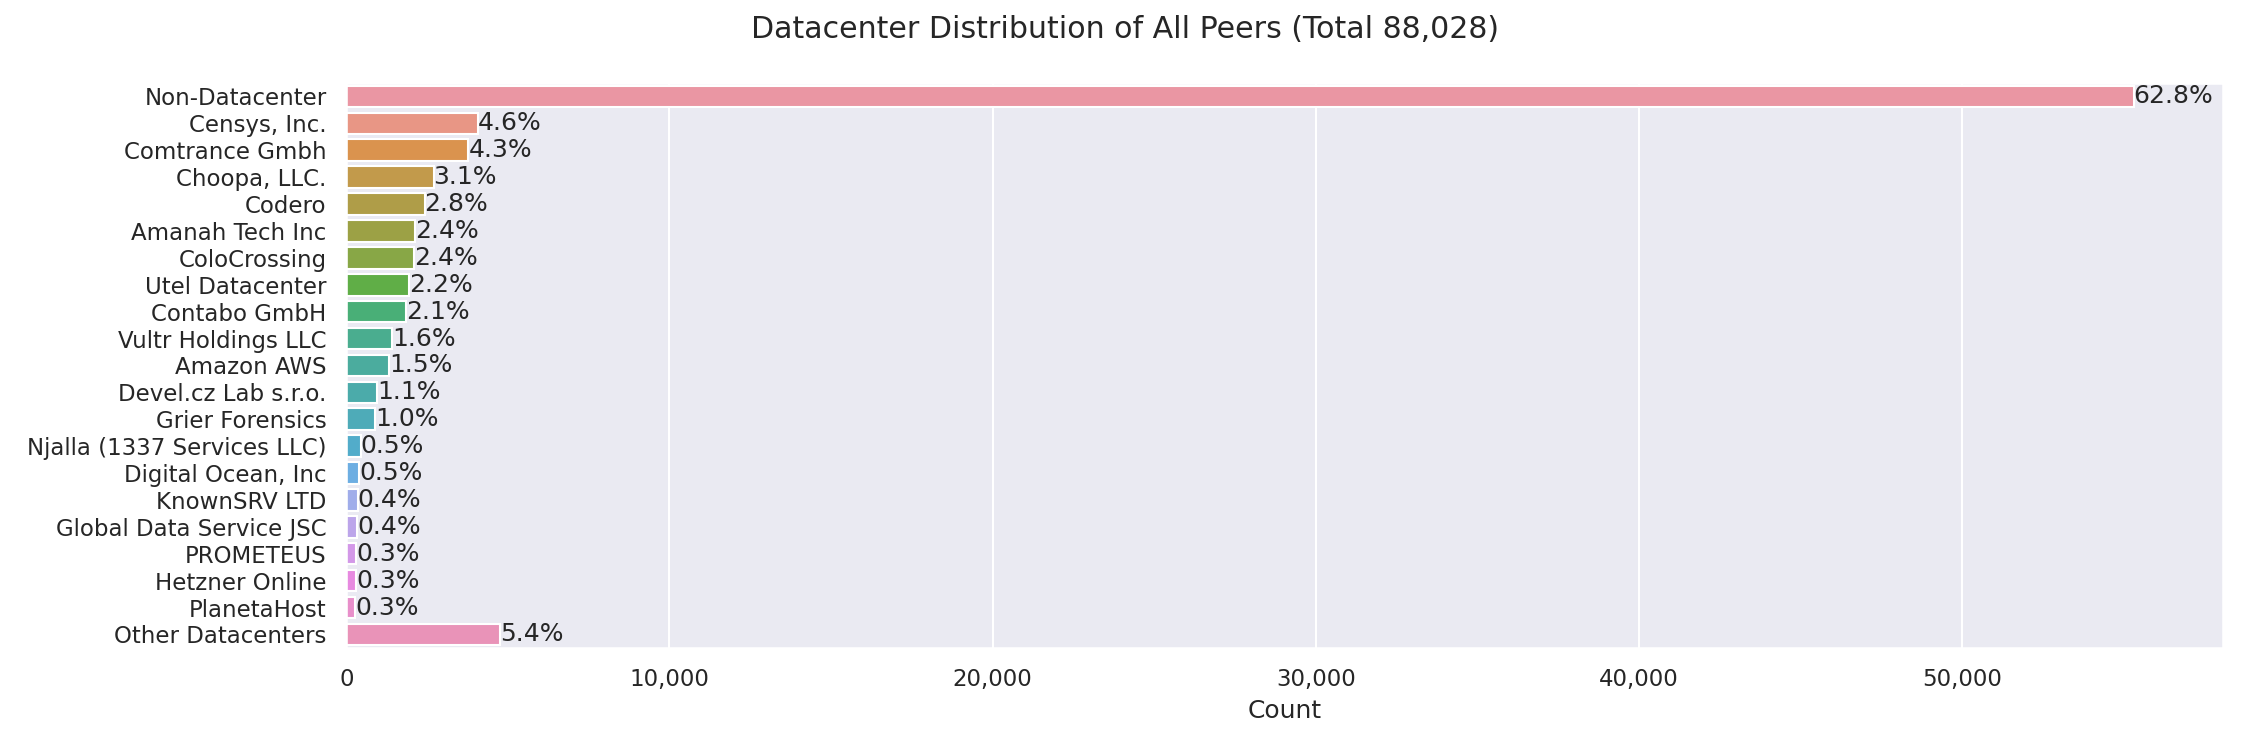 Datacenter Distribution of All Peers (Total 88,028)
Non-Datacenter 62.8%
Censys, Inc. 4.6%
Comtrance Gmbh 4.3%
Choopa, LLC. 3.1%
Codero 2.8%
Amanah Tech Inc 2.4%
ColoCrossing 2.4%
Utel Datacenter 2.2%
Contabo GmbH 2.1%
Vultr Holdings LLC 1.6%
Amazon AWS 1.5%
Devel.cz Lab s.r.o. 1.1%
Grier Forensics 1.0%
Njalla (1337 Services LLC) 0.5%
Digital Ocean, Inc 0.5%
KnownSRV LTD 0.4%
Global Data Service JSC 0.4%
PROMETEUS 0.3%
Hetzner Online 0.3%
PlanetaHost 0.3%
Other Datacenters 5.4%
0 10,000 20,000 30,000 40,000 50,000
Count